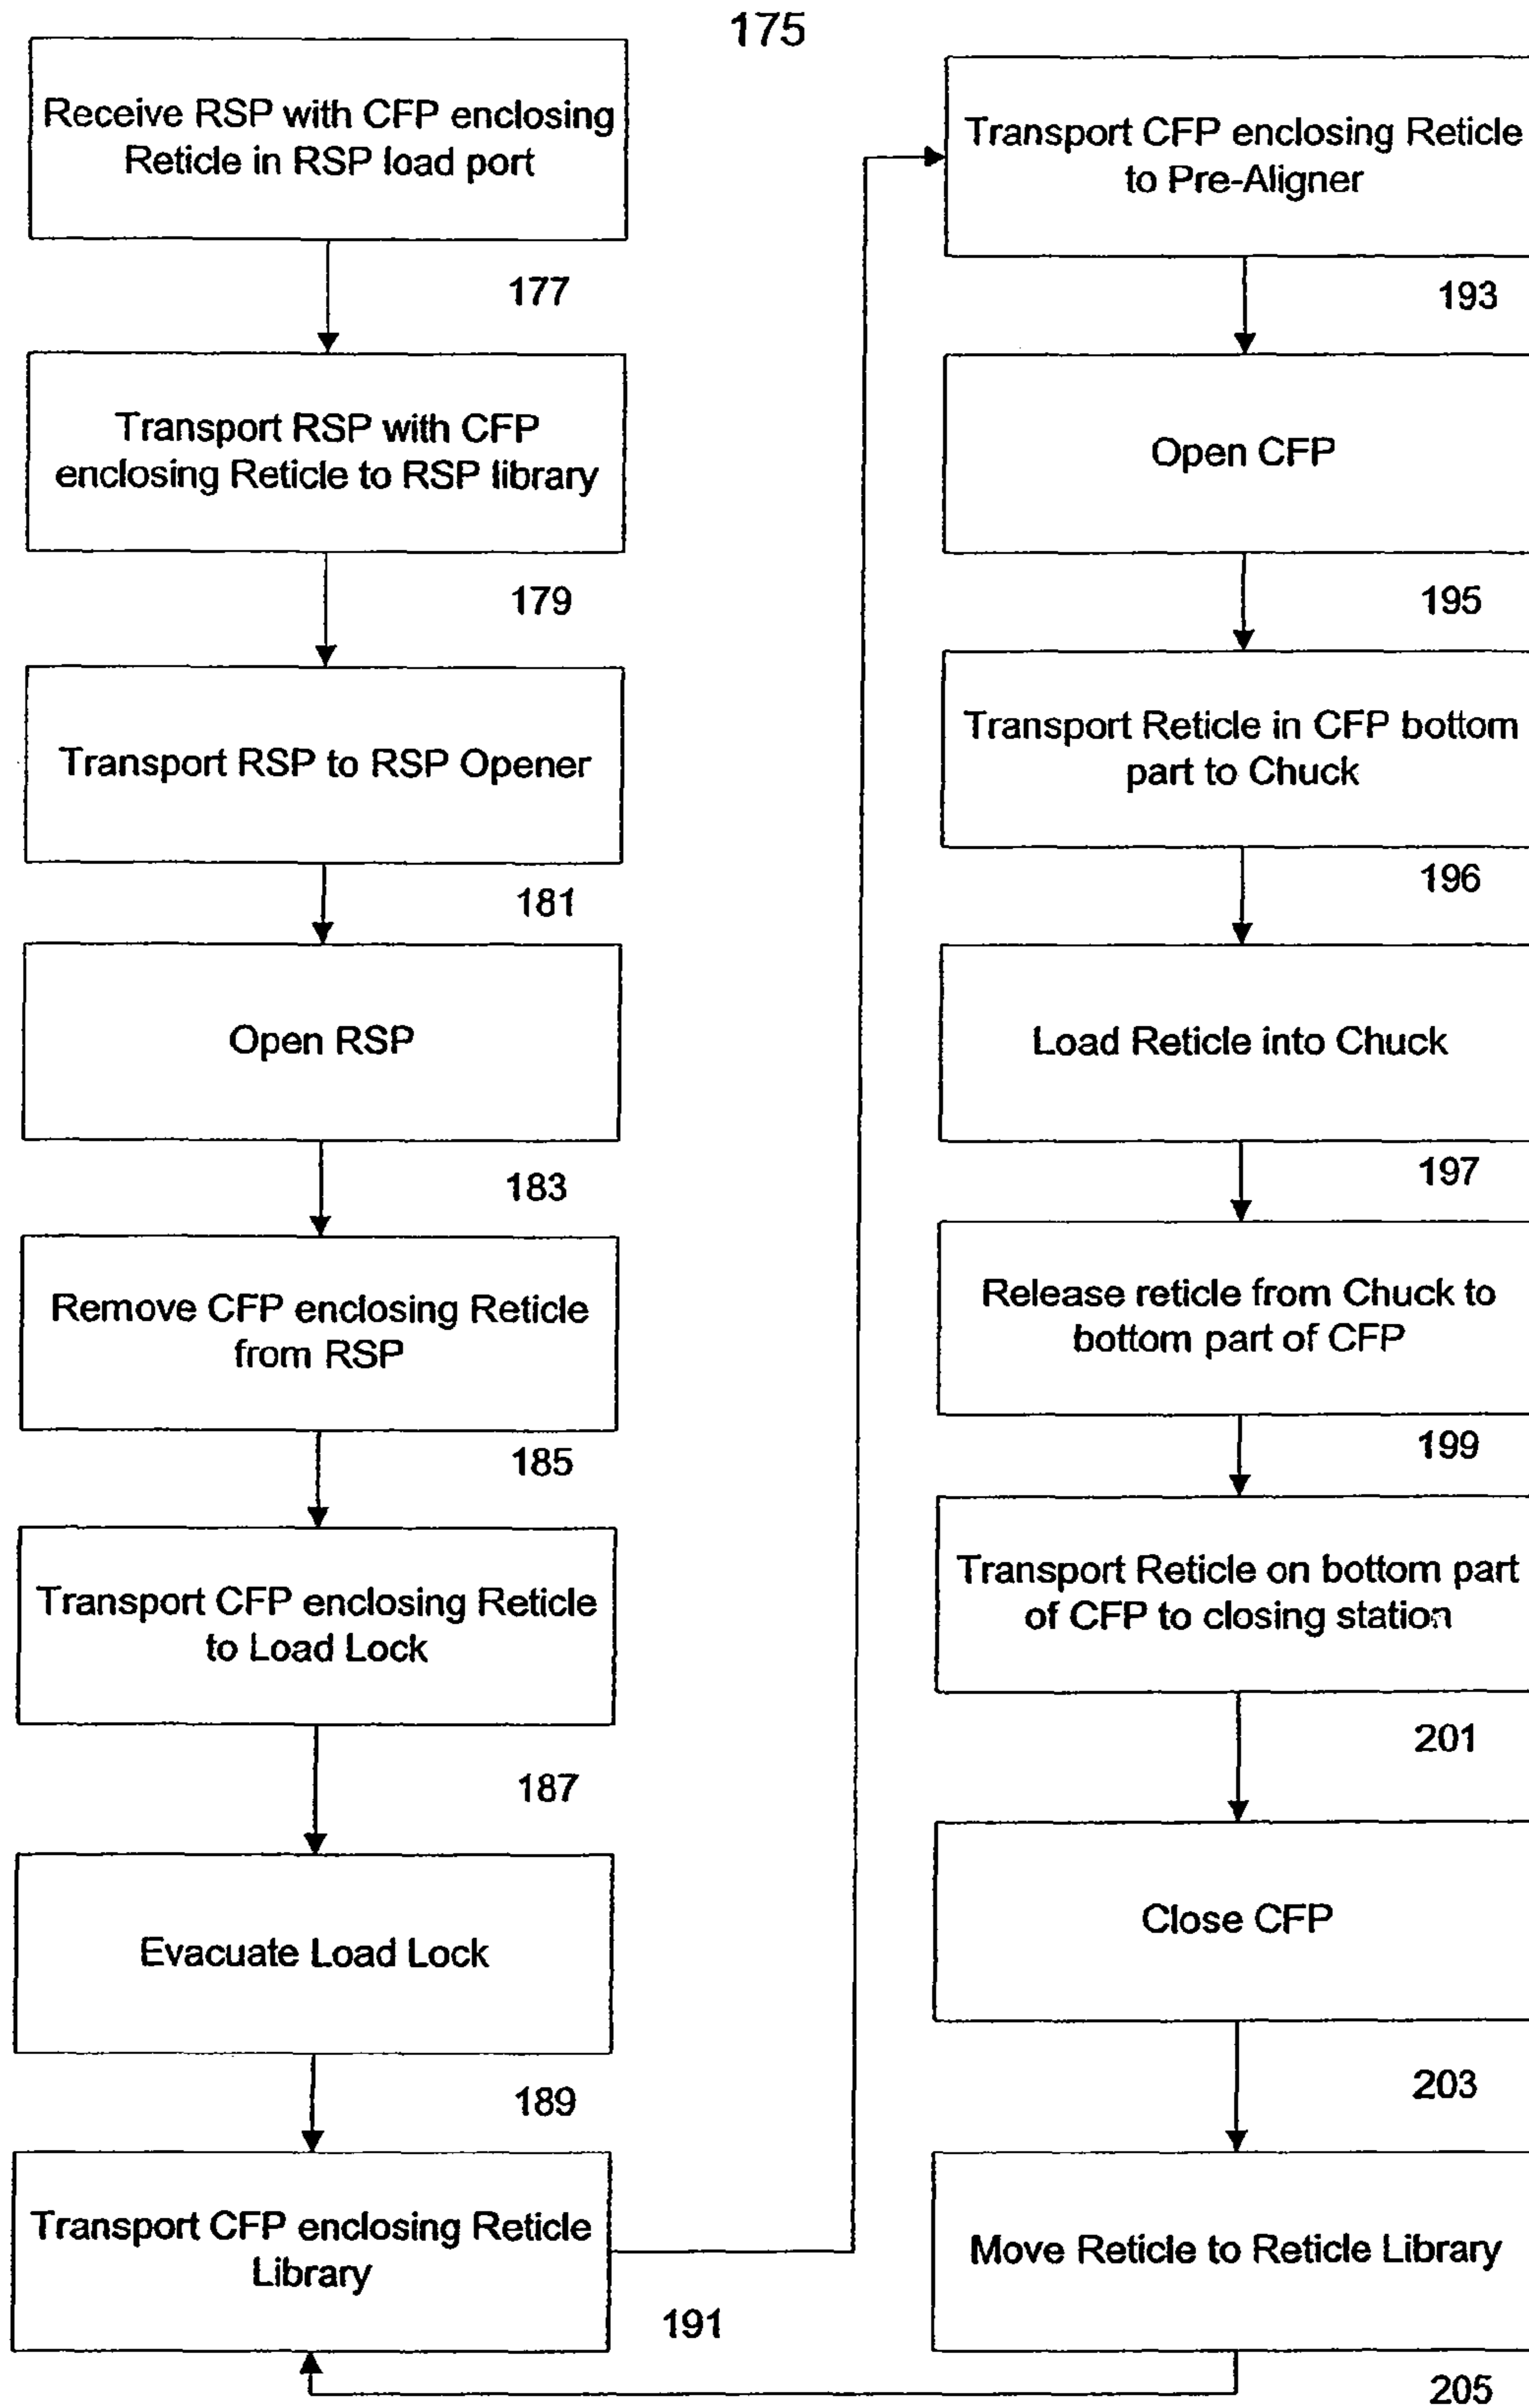 175
Receive RSP with CFP enclosing
Reticle in RSP load port
177
Transport RSP with CFP
enclosing Reticle to RSP library
179
Transport RSP to RSP Opener
181
Open RSP
183
Remove CFP enclosing Reticle
from RSP
185
Transport CFP enclosing Reticle
to Load Lock
187
Evacuate Load Lock
189
Transport CFP enclosing Reticle
Library
191
Transport CFP enclosing Reticle
to Pre-Aligner
193
Open CFP
195
Transport Reticle in CFP bottom
part to Chuck
196
Load Reticle into Chuck
197
Release reticle from Chuck to
bottom part of CFP
199
Transport Reticle on bottom part
of CFP to closing station
201
Close CFP
203
Move Reticle to Reticle Library
205